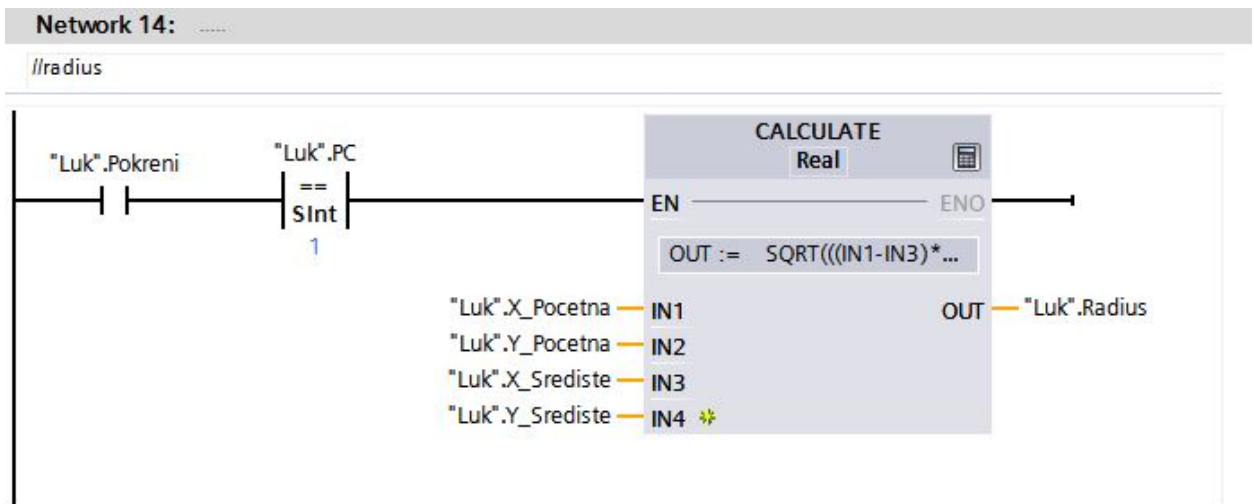 Network 14: .....
//radius
"Luk".Pokreni
"Luk".PC
==
SInt
1
CALCULATE
Real
EN
ENO
OUT := SQRT(((IN1-IN3)*...
"Luk".X_Pocetna IN1
OUT "Luk".Radius
"Luk".Y_Pocetna IN2
"Luk".X_Srediste IN3
"Luk".Y_Srediste IN4